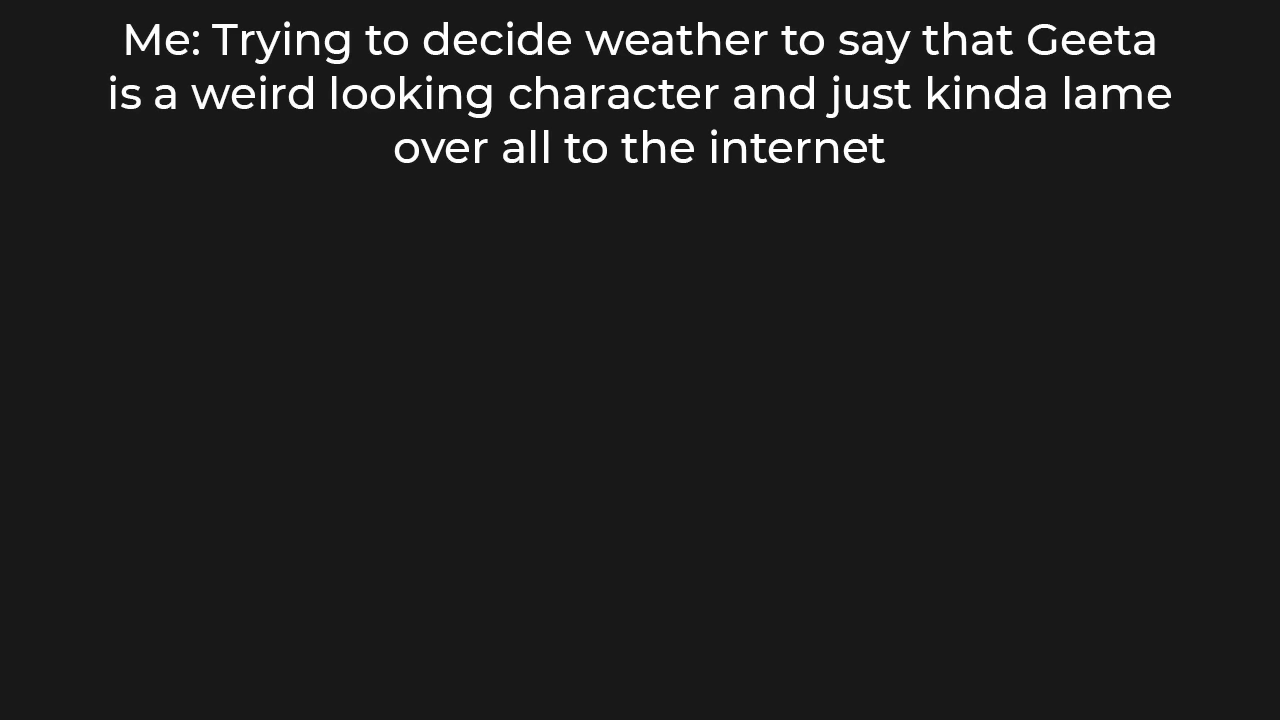 Me: Trying to decide weather to say that Geeta
is a weird looking character and just kinda lame
over all to the internet